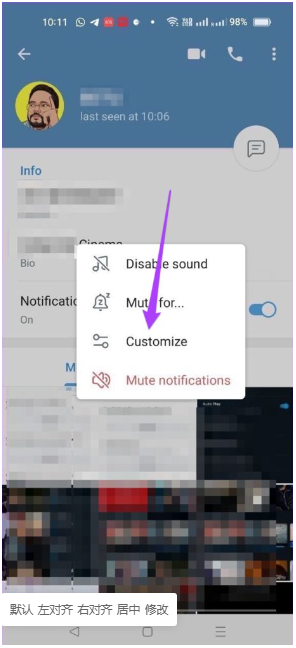 10:11 98%
last seen at 10:06
Info
Cinema
Bio
Disable sound
Notificatio
Mute for...
On
Customize
M
Mute notifications
默认 左对齐 右对齐 居中 修改